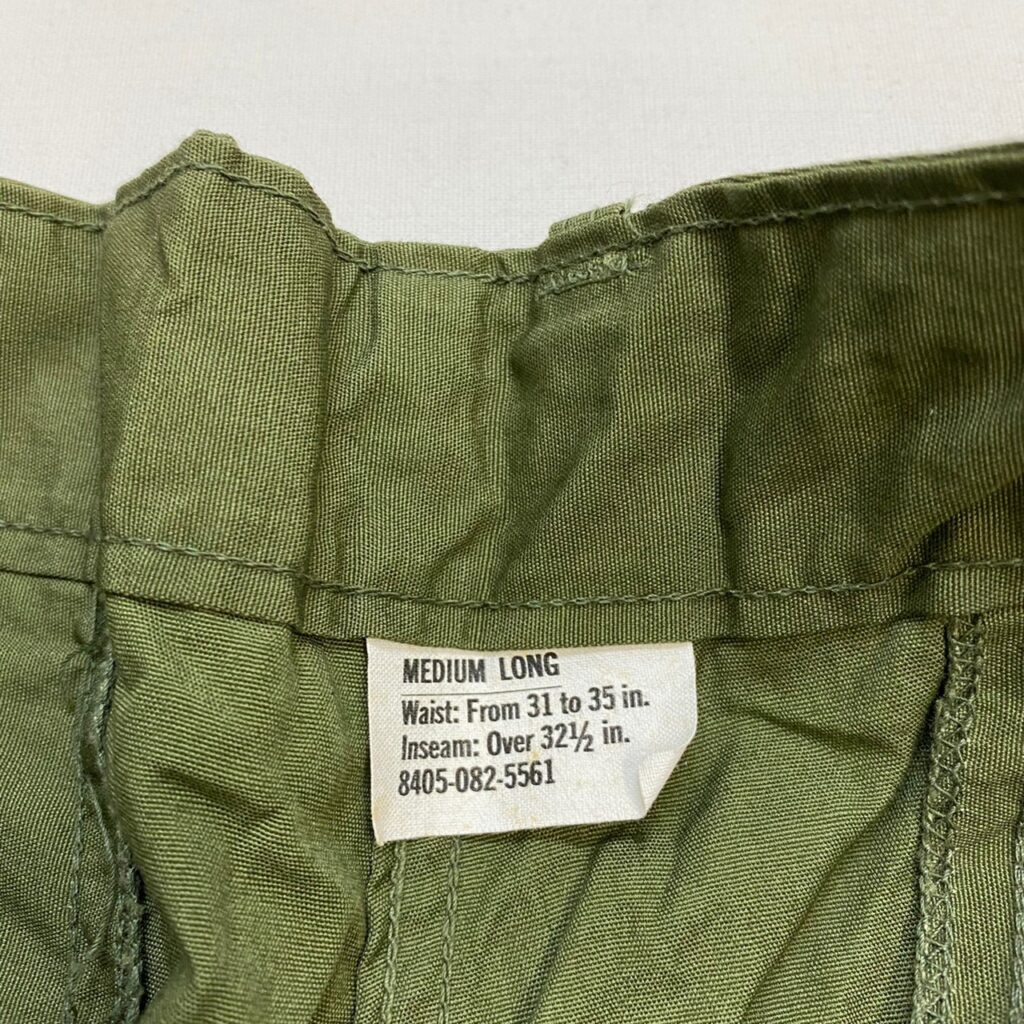 MEDIUM LONG
Waist: From 31 to 35 in.
Inseam: Over 32½ in.
8405-082-5561